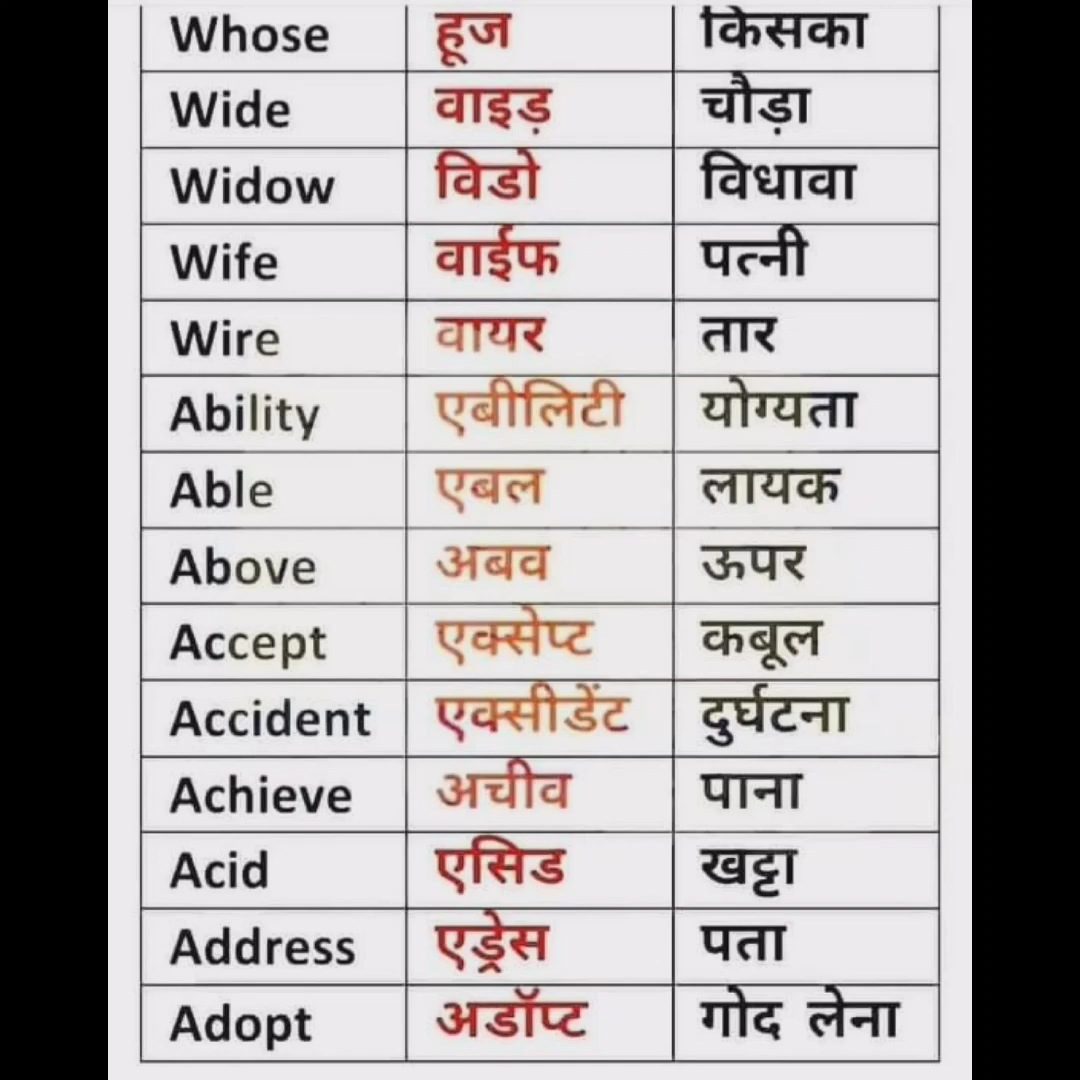 Whose हूज किसका
Wide वाइड़ चौड़ा
Widow विडो विधावा
Wife वाईफ पत्नी
Wire वायर तार
Ability एबीलिटी योग्यता
Able एबल लायक
Above अबव ऊपर
Accept एक्सेप्ट कबूल
Accident एक्सीडेंट दुर्घटना
Achieve अचीव पाना
Acid एसिड खट्टा
Address एड्रेस पता
Adopt अडॉप्ट गोद लेना